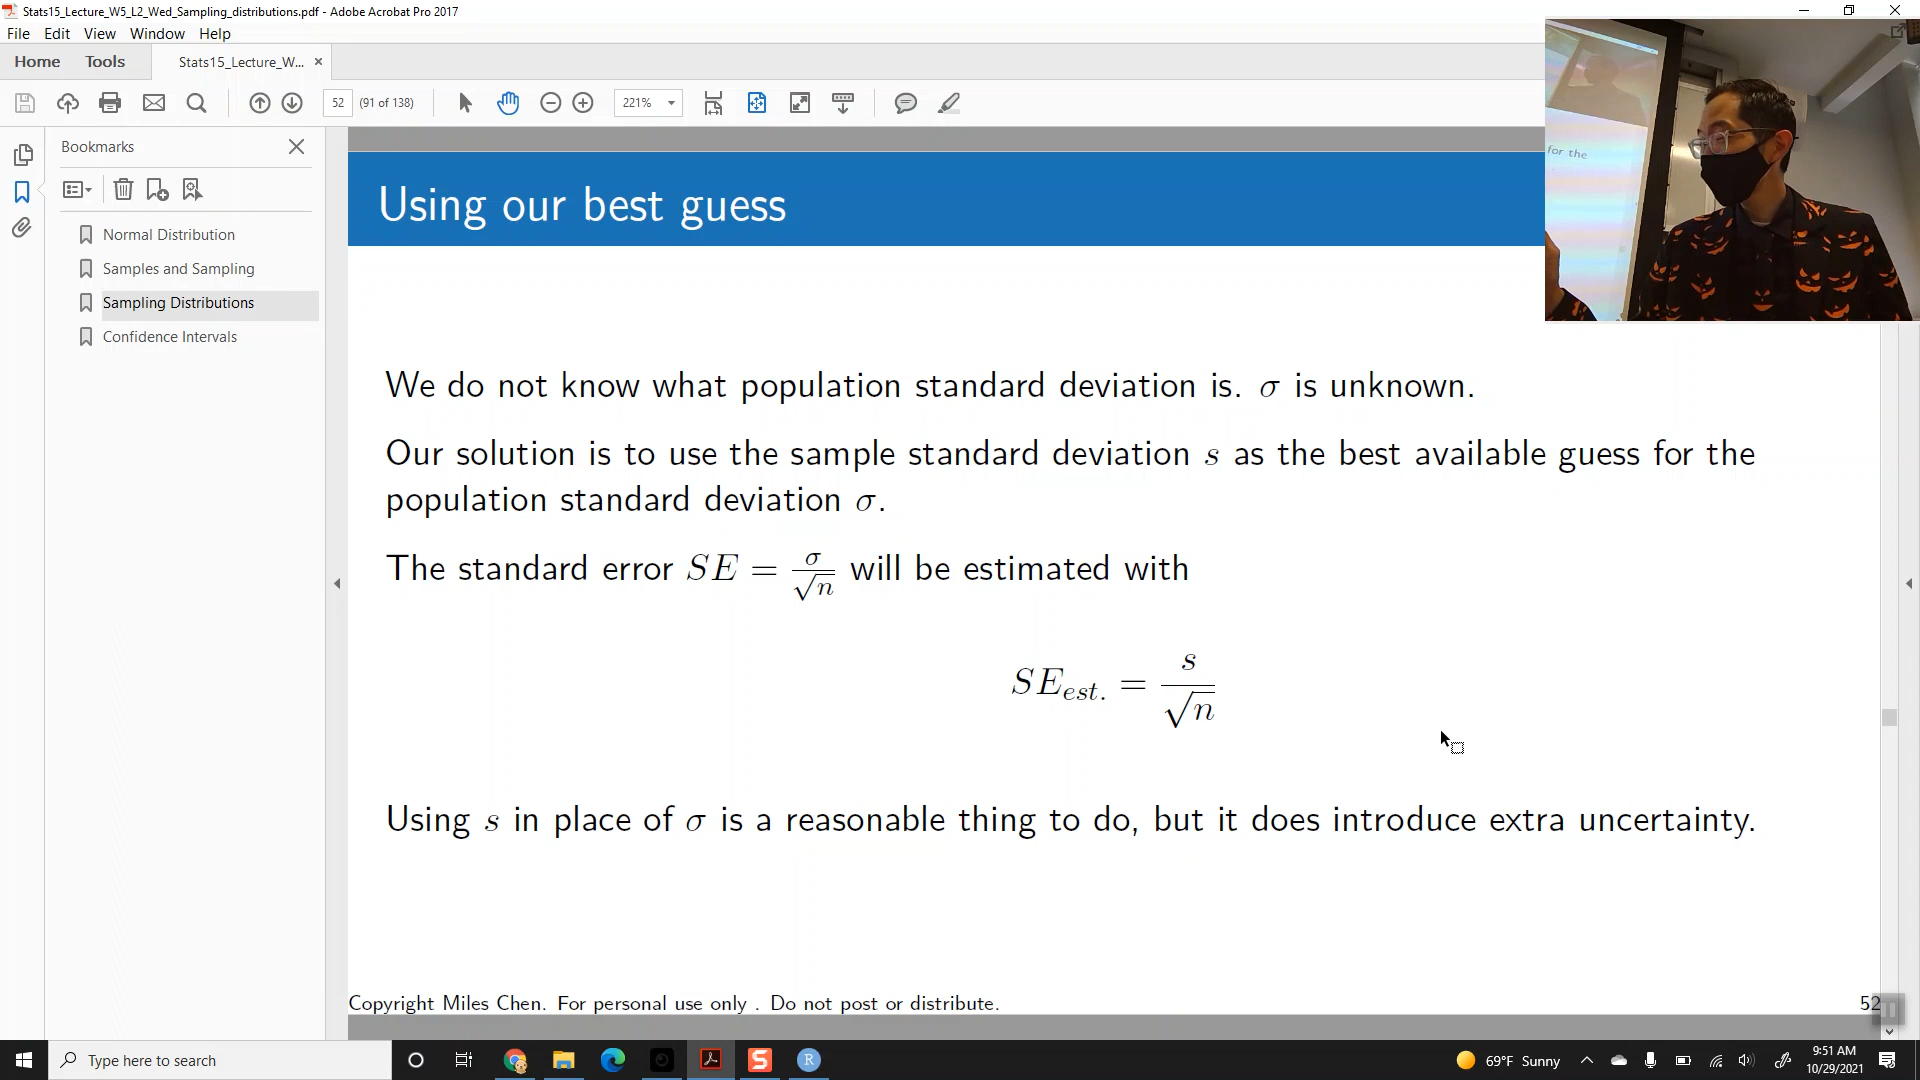 Stats15_Lecture_W5_L2_Wed_Sampling_distributions.pdf - Adobe Acrobat Pro 2017
File Edit View Window Help
Home Tools Stats15_Lecture_W... ×
52 (91 of 138) 221%
Bookmarks
Normal Distribution
Samples and Sampling
Sampling Distributions
Confidence Intervals
Using our best guess
for the
We do not know what population standard deviation is. σ is unknown.
Our solution is to use the sample standard deviation s as the best available guess for the
population standard deviation σ.
The standard error SE = σ/√n will be estimated with
SE_est. = s/√n
Using s in place of σ is a reasonable thing to do, but it does introduce extra uncertainty.
Copyright Miles Chen. For personal use only . Do not post or distribute.
52
Type here to search
69°F Sunny
9:51 AM
10/29/2021